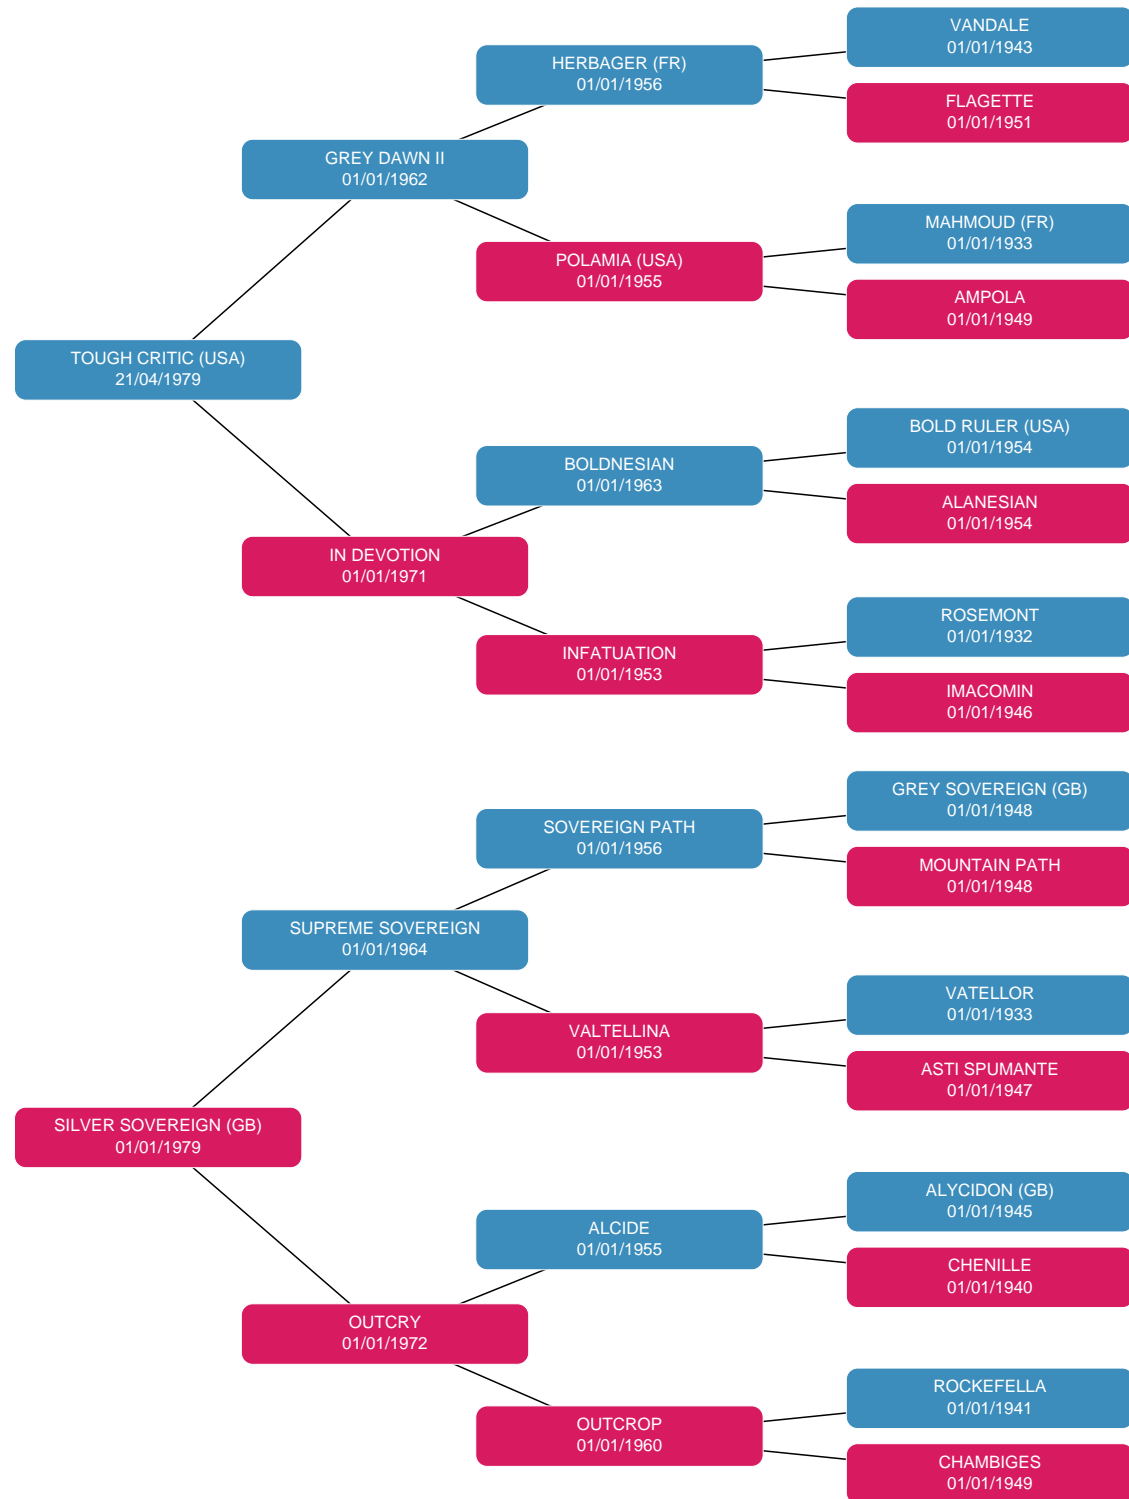 VANDALE
01/01/1943
HERBAGER (FR)
01/01/1956
FLAGETTE
01/01/1951
GREY DAWN II
01/01/1962
MAHMOUD (FR)
01/01/1933
POLAMIA (USA)
01/01/1955
AMPOLA
01/01/1949
TOUGH CRITIC (USA)
21/04/1979
BOLD RULER (USA)
01/01/1954
BOLDNESIAN
01/01/1963
ALANESIAN
01/01/1954
IN DEVOTION
01/01/1971
ROSEMONT
01/01/1932
INFATUATION
01/01/1953
IMACOMIN
01/01/1946
GREY SOVEREIGN (GB)
01/01/1948
SOVEREIGN PATH
01/01/1956
MOUNTAIN PATH
01/01/1948
SUPREME SOVEREIGN
01/01/1964
VATELLOR
01/01/1933
VALTELLINA
01/01/1953
ASTI SPUMANTE
01/01/1947
SILVER SOVEREIGN (GB)
01/01/1979
ALYCIDON (GB)
01/01/1945
ALCIDE
01/01/1955
CHENILLE
01/01/1940
OUTCRY
01/01/1972
ROCKEFELLA
01/01/1941
OUTCROP
01/01/1960
CHAMBIGES
01/01/1949